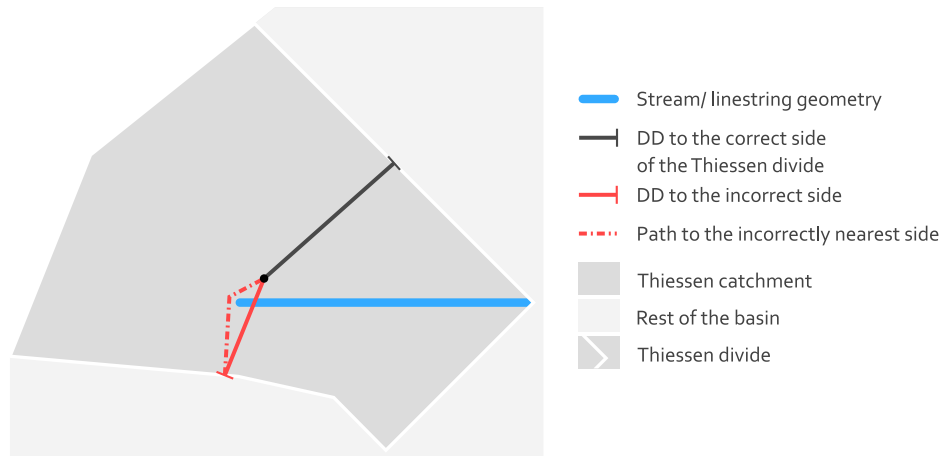 Stream/ linestring geometry
DD to the correct side
of the Thiessen divide
DD to the incorrect side
Path to the incorrectly nearest side
Thiessen catchment
Rest of the basin
Thiessen divide